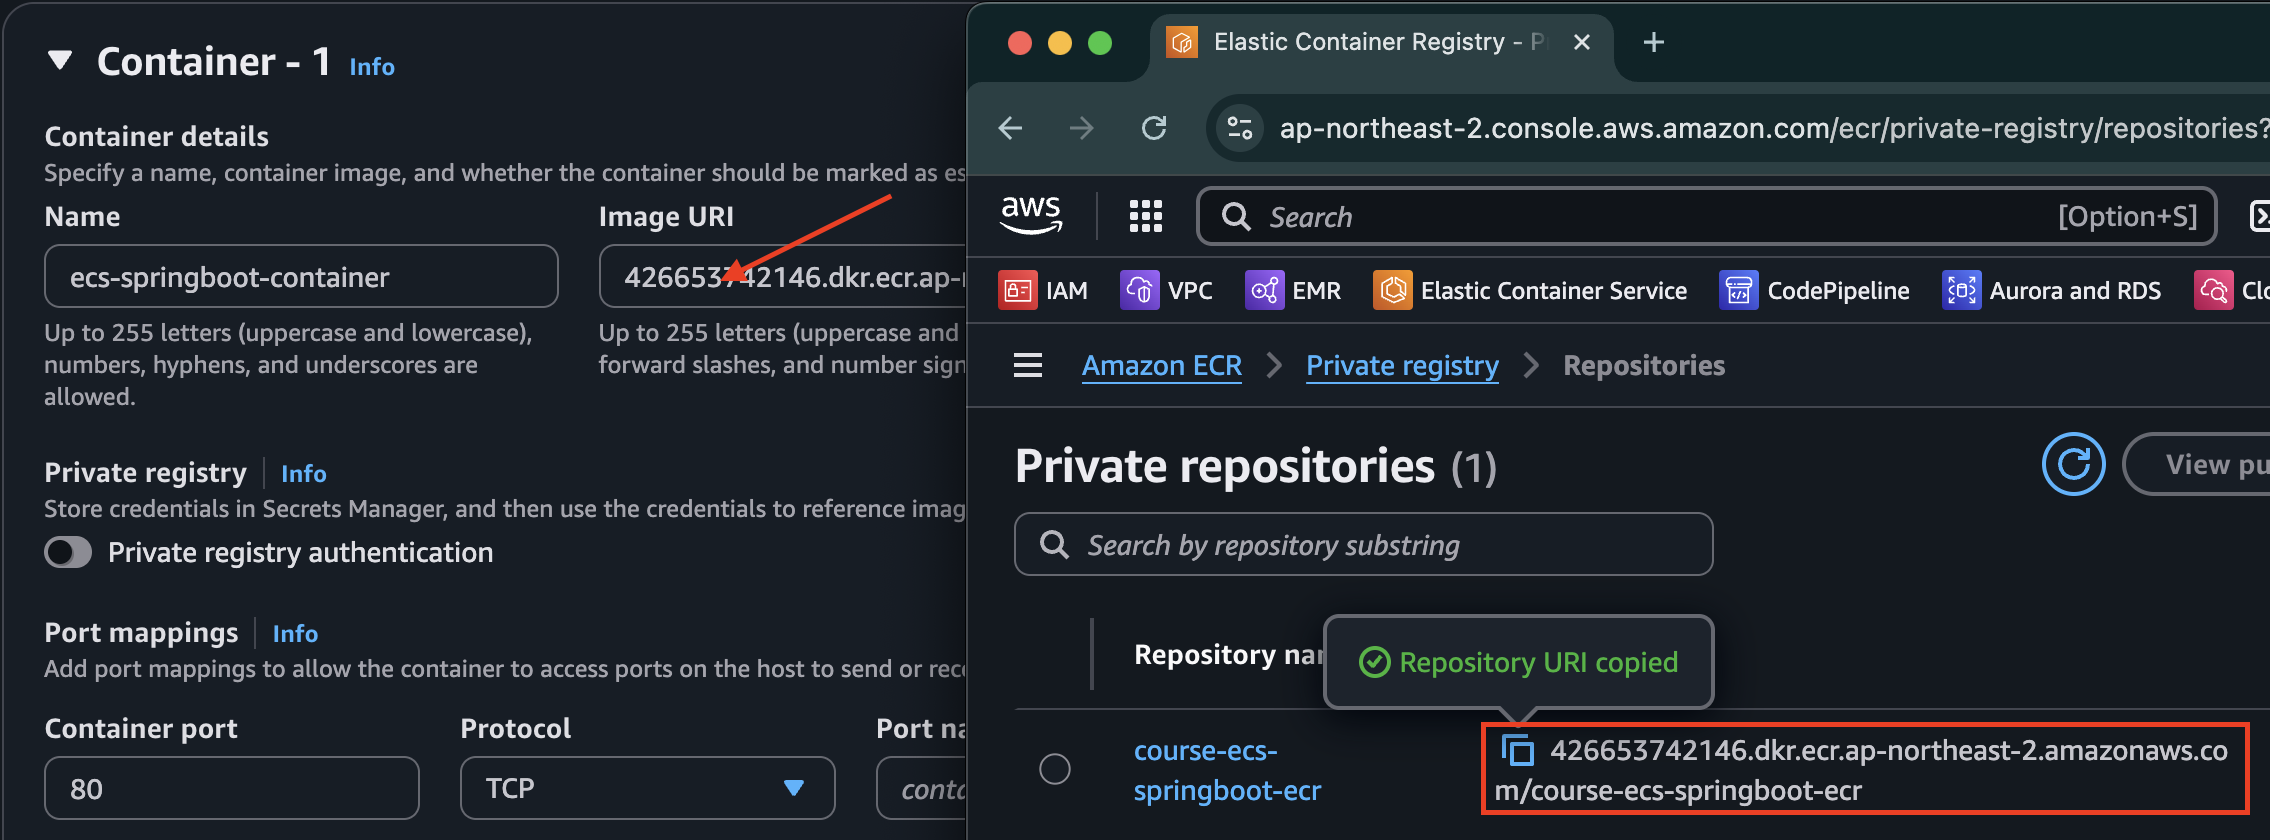 Container - 1 Info
Container details
Specify a name, container image, and whether the container should be marked as es
Name
Image URI
ecs-springboot-container
426653742146.dkr.ecr.ap-
Up to 255 letters (uppercase and lowercase),
numbers, hyphens, and underscores are
allowed.
Up to 255 letters (uppercase and
forward slashes, and number sign
Private registry Info
Store credentials in Secrets Manager, and then use the credentials to reference imag
Private registry authentication
Port mappings Info
Add port mappings to allow the container to access ports on the host to send or rec
Container port
Protocol
Port na
80
TCP
conta
Elastic Container Registry - P
ap-northeast-2.console.aws.amazon.com/ecr/private-registry/repositories?
aws
Search
[Option+S]
IAM
VPC
EMR
Elastic Container Service
CodePipeline
Aurora and RDS
Clo
Amazon ECR
Private registry
Repositories
Private repositories (1)
View pu
Search by repository substring
Repository nar
Repository URI copied
course-ecs-
springboot-ecr
426653742146.dkr.ecr.ap-northeast-2.amazonaws.co
m/course-ecs-springboot-ecr